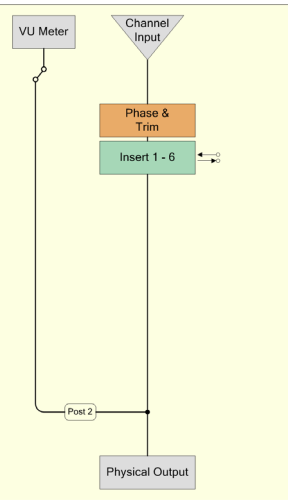 VU Meter
Channel
Input
Phase &
Trim
Insert 1 - 6
Post 2
Physical Output